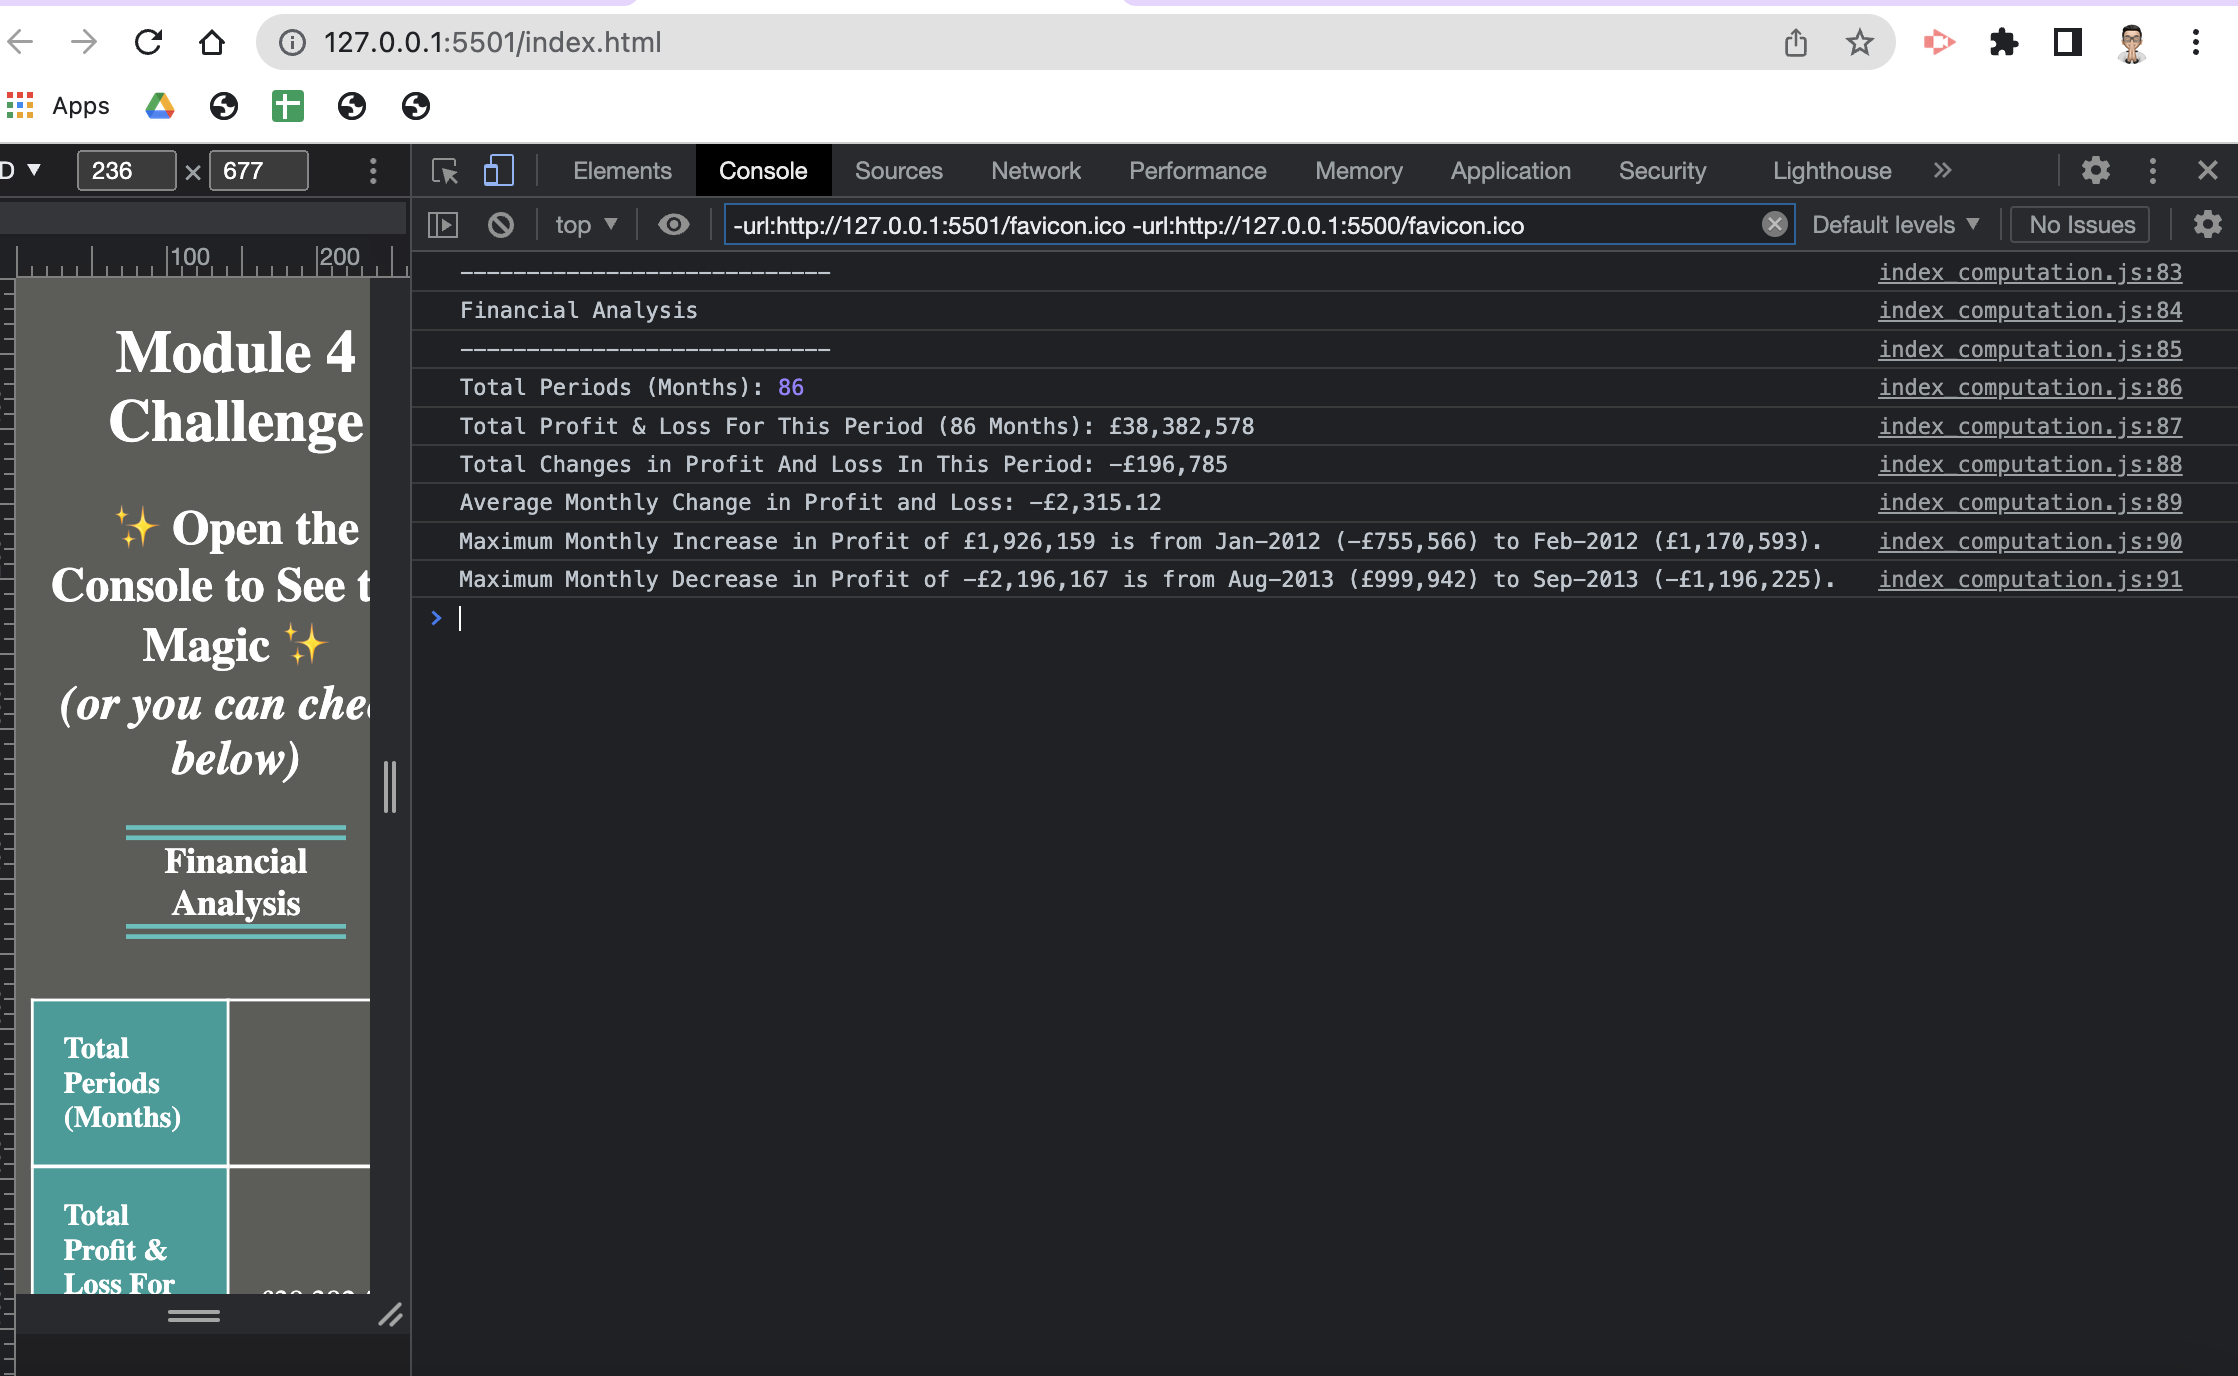 127.0.0.1:5501/index.html
Apps
D ▼ 236 × 677
Elements Console Sources Network Performance Memory Application Security Lighthouse »
top ▼ -url:http://127.0.0.1:5501/favicon.ico -url:http://127.0.0.1:5500/favicon.ico Default levels ▼ No Issues
100 200
Module 4
Challenge
✨ Open the
Console to See t
Magic ✨
(or you can che
below)
Financial
Analysis
Total
Periods
(Months)
Total
Profit &
Loss For
---------------------------- index_computation.js:83
Financial Analysis index_computation.js:84
---------------------------- index_computation.js:85
Total Periods (Months): 86 index_computation.js:86
Total Profit & Loss For This Period (86 Months): £38,382,578 index_computation.js:87
Total Changes in Profit And Loss In This Period: -£196,785 index_computation.js:88
Average Monthly Change in Profit and Loss: -£2,315.12 index_computation.js:89
Maximum Monthly Increase in Profit of £1,926,159 is from Jan-2012 (-£755,566) to Feb-2012 (£1,170,593). index_computation.js:90
Maximum Monthly Decrease in Profit of -£2,196,167 is from Aug-2013 (£999,942) to Sep-2013 (-£1,196,225). index_computation.js:91
>